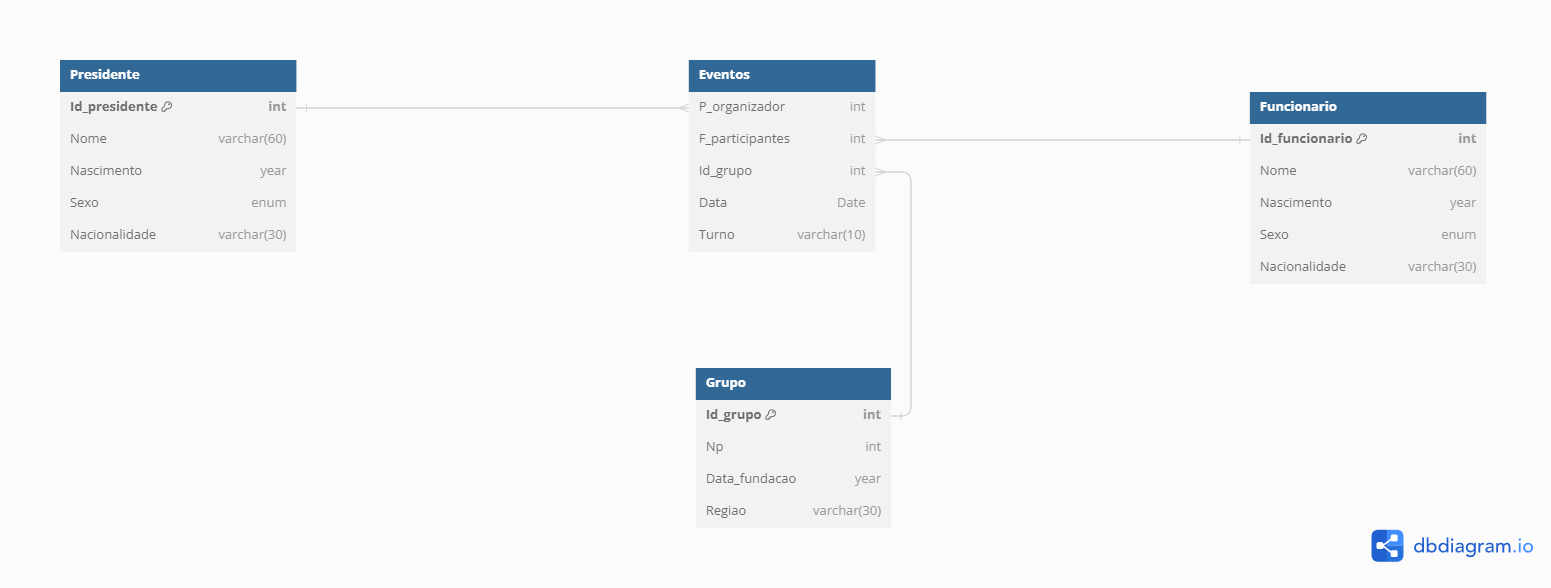 Presidente
Id_presidente int
Nome varchar(60)
Nascimento year
Sexo enum
Nacionalidade varchar(30)
Eventos
P_organizador int
F_participantes int
Id_grupo int
Data Date
Turno varchar(10)
Funcionario
Id_funcionario int
Nome varchar(60)
Nascimento year
Sexo enum
Nacionalidade varchar(30)
Grupo
Id_grupo int
Np int
Data_fundacao year
Regiao varchar(30)
dbdiagram.io